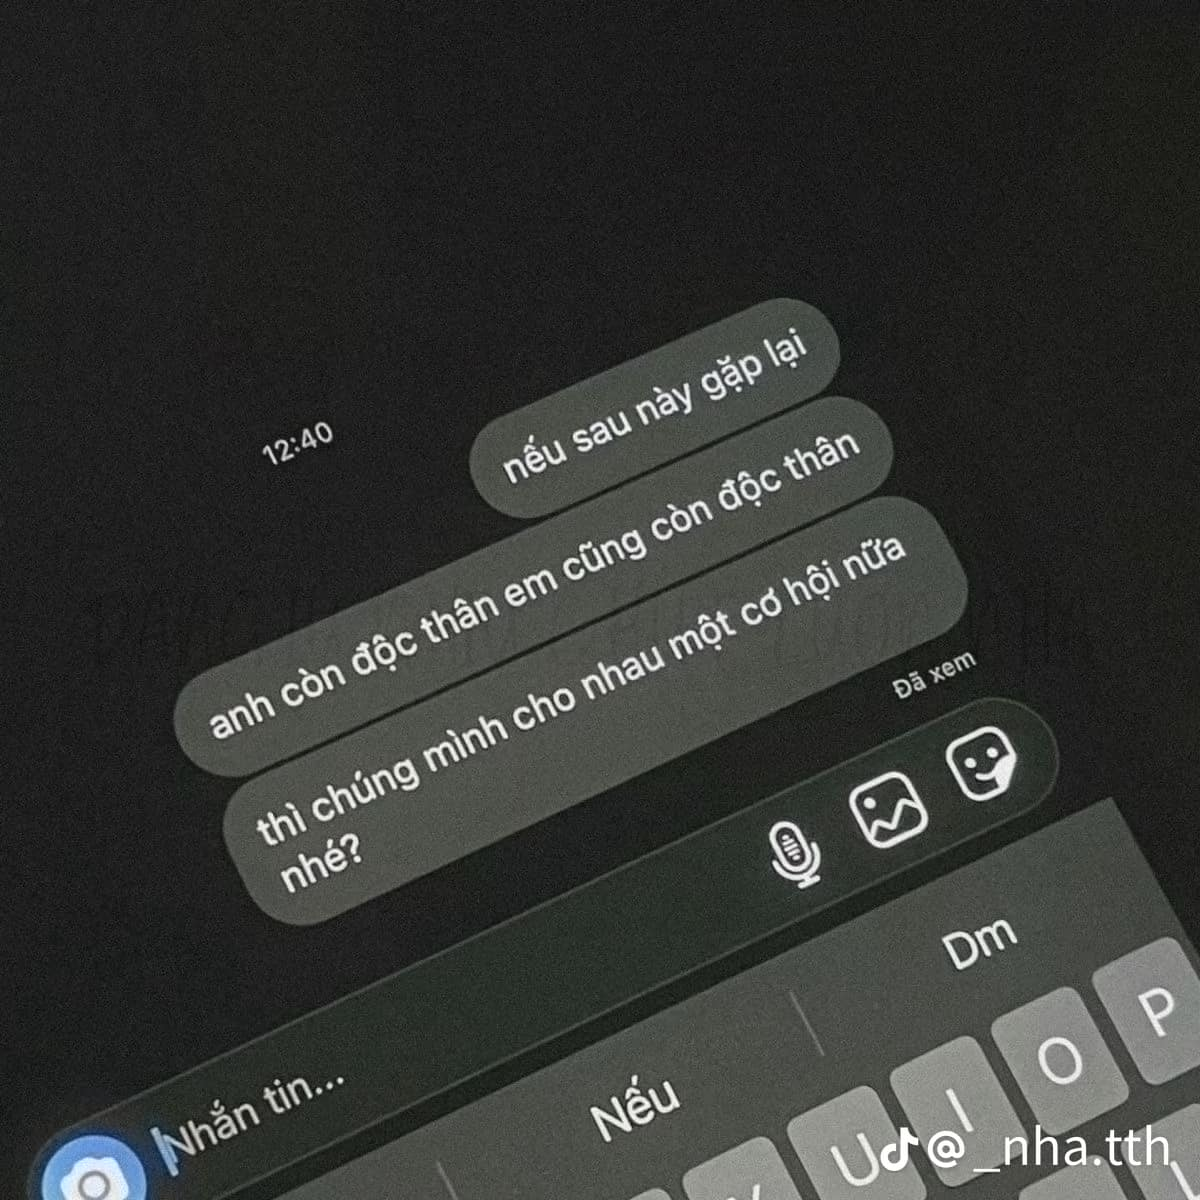 12:40
nếu sau này gặp lại
anh còn độc thân em cũng còn độc thân
thì chúng mình cho nhau một cơ hội nữa
nhé?
Đã xem
Nhắn tin...
Nếu
Dm
U I O P
@_nha.tth